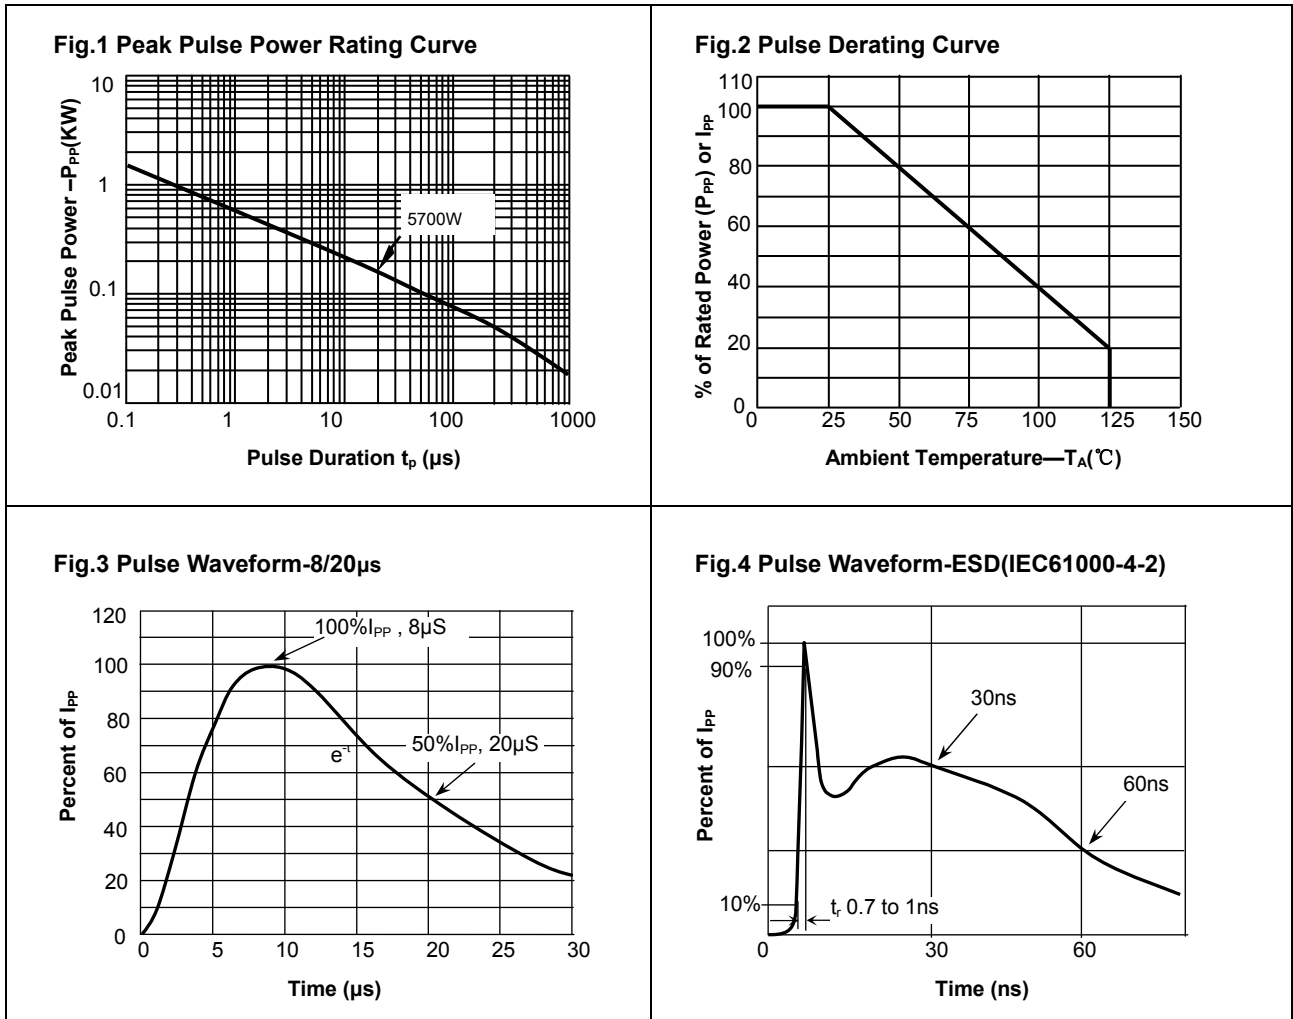 Fig.1 Peak Pulse Power Rating Curve
Peak Pulse Power –PPP(KW)
10
1
0.1
0.01
5700W
0.1 1 10 100 1000
Pulse Duration tp (µs)
Fig.2 Pulse Derating Curve
% of Rated Power (PPP) or IPP
110
100
80
60
40
20
0
25 50 75 100 125 150
Ambient Temperature—TA(℃)
Fig.3 Pulse Waveform-8/20µs
Percent of IPP
120
100
80
60
40
20
0
100%IPP , 8µS
e-t
50%IPP, 20µS
0 5 10 15 20 25 30
Time (µs)
Fig.4 Pulse Waveform-ESD(IEC61000-4-2)
Percent of IPP
100%
90%
10%
30ns
60ns
tr 0.7 to 1ns
0 30 60
Time (ns)